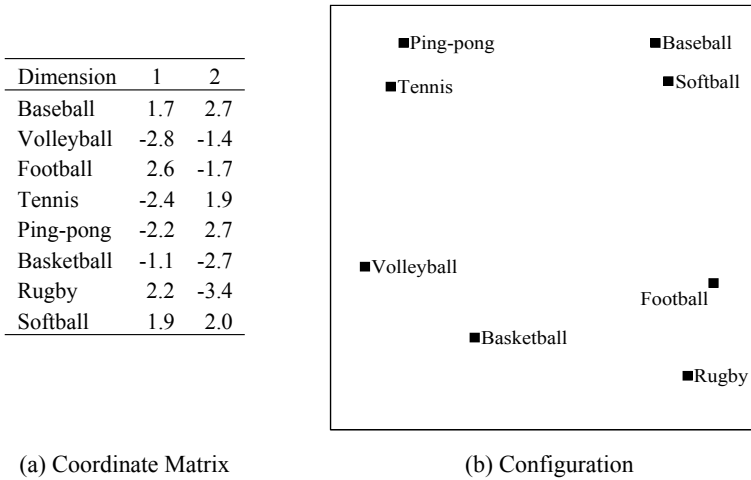 Dimension 1 2
Baseball 1.7 2.7
Volleyball -2.8 -1.4
Football 2.6 -1.7
Tennis -2.4 1.9
Ping-pong -2.2 2.7
Basketball -1.1 -2.7
Rugby 2.2 -3.4
Softball 1.9 2.0
(a) Coordinate Matrix
Ping-pong Baseball
Tennis Softball
Volleyball
Football
Basketball
Rugby
(b) Configuration